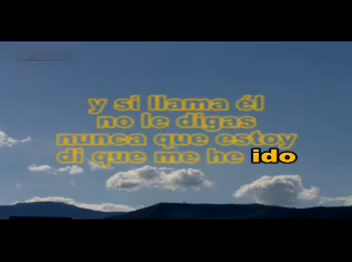 y si llama él
no le digas
nunca que estoy
di que me he ido